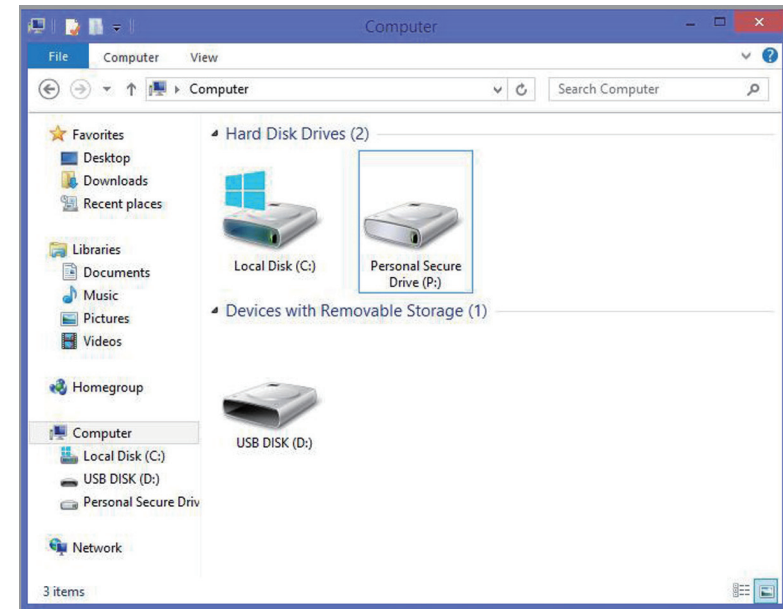 Computer
File Computer View
Computer
Search Computer
Favorites
Desktop
Downloads
Recent places
Libraries
Documents
Music
Pictures
Videos
Homegroup
Computer
Local Disk (C:)
USB DISK (D:)
Personal Secure Driv
Network
Hard Disk Drives (2)
Local Disk (C:)
Personal Secure
Drive (P:)
Devices with Removable Storage (1)
USB DISK (D:)
3 items